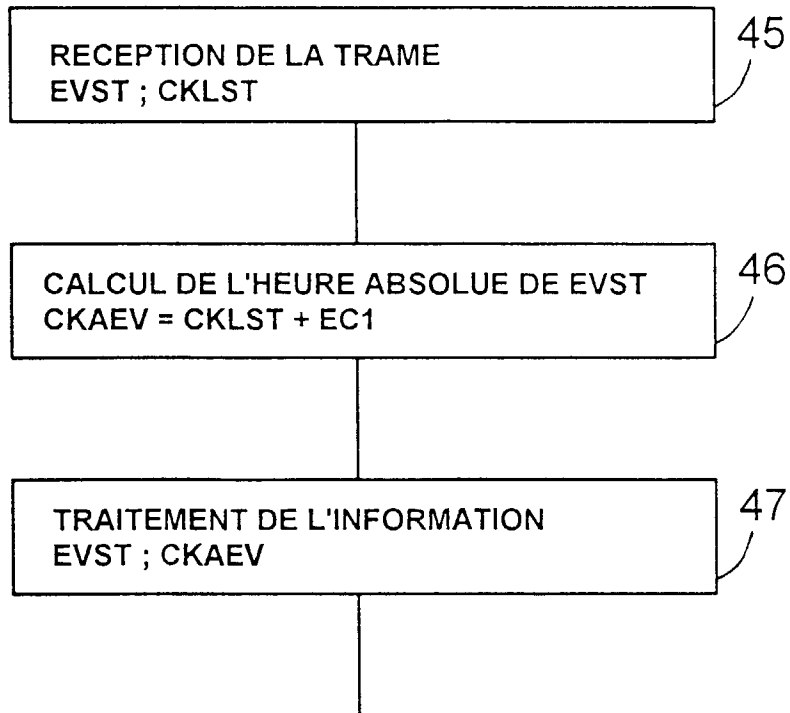 45
RECEPTION DE LA TRAME
EVST ; CKLST
46
CALCUL DE L'HEURE ABSOLUE DE EVST
CKAEV = CKLST + EC1
47
TRAITEMENT DE L'INFORMATION
EVST ; CKAEV